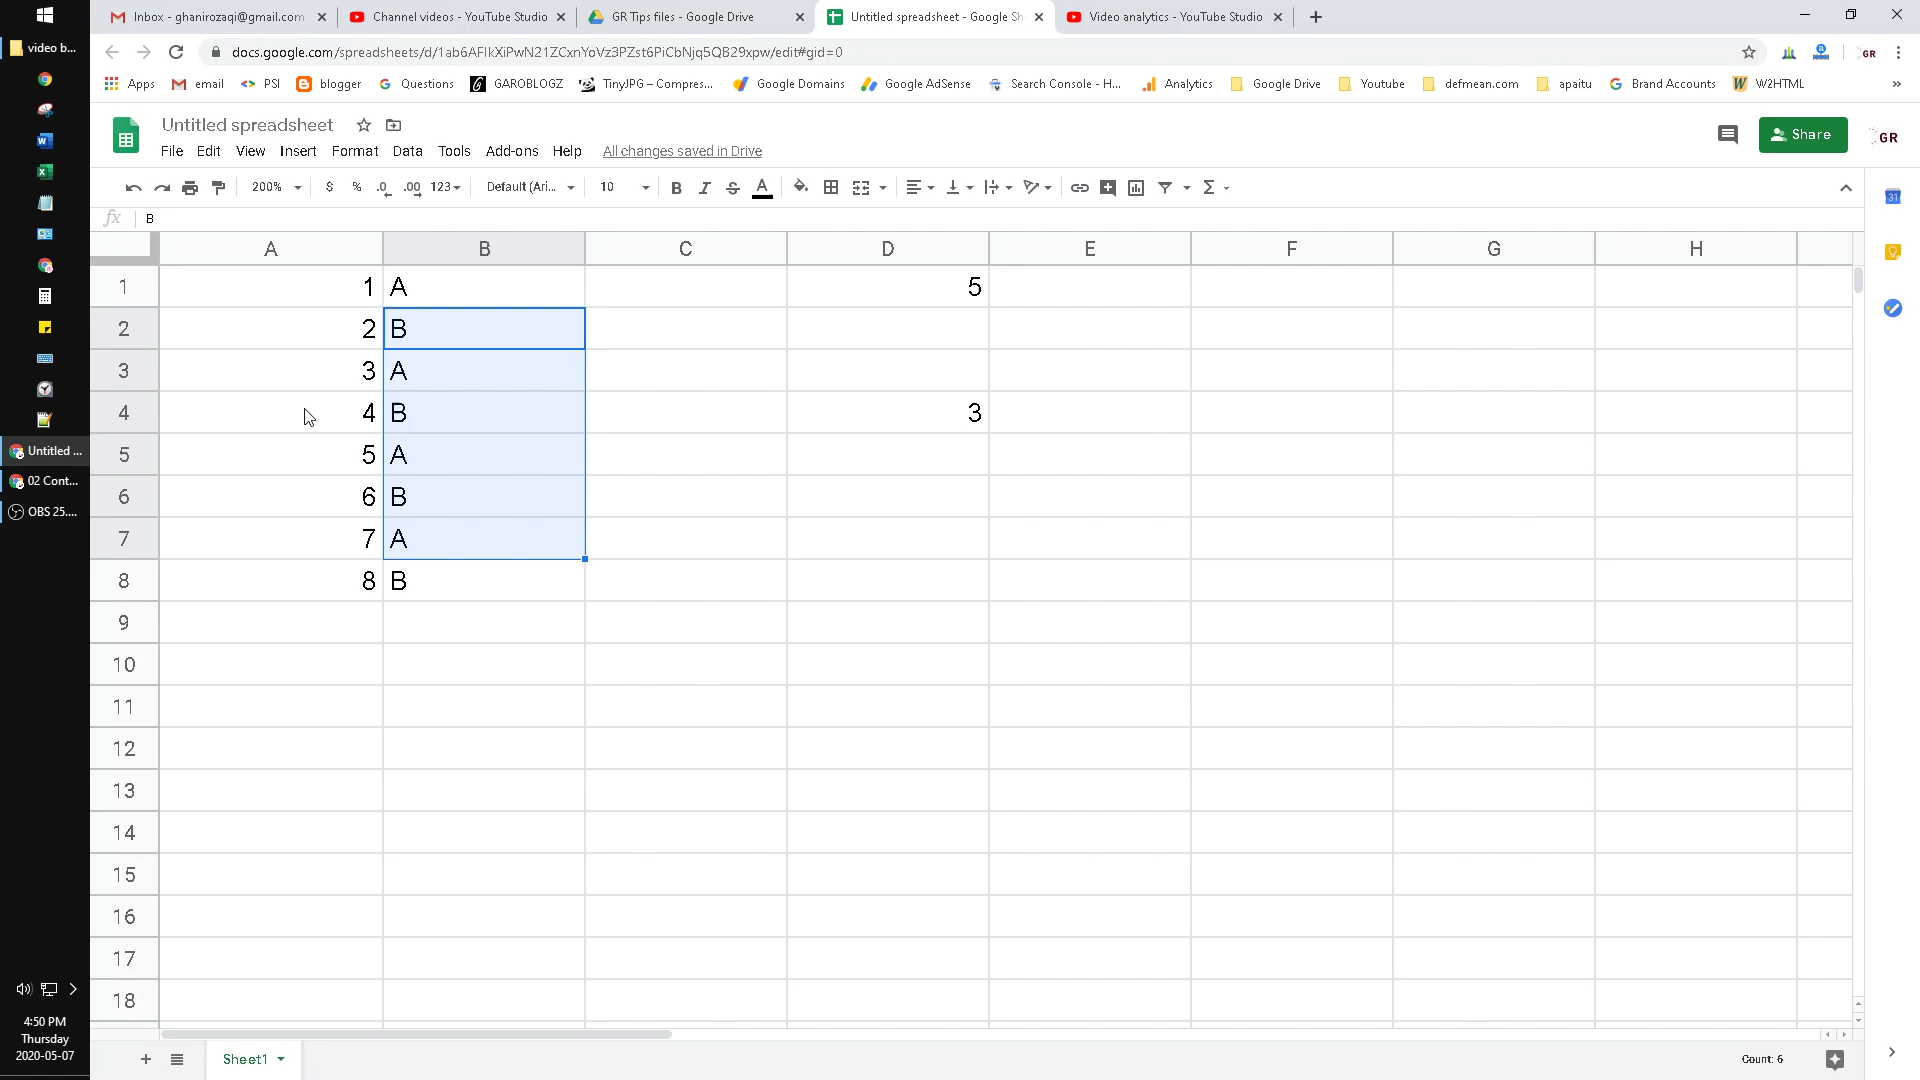 video b...
Untitled ...
02 Cont...
OBS 25....
4:50 PM
Thursday
2020-05-07
Inbox - ghanirozaqi@gmail.com
Channel videos - YouTube Studio
GR Tips files - Google Drive
Untitled spreadsheet - Google Sh
Video analytics - YouTube Studio
docs.google.com/spreadsheets/d/1ab6AFlkXiPwN21ZCxnYoVz3PZst6PiCbNjq5QB29xpw/edit#gid=0
GR
Apps
email
PSI
blogger
Questions
GAROBLOGZ
TinyJPG – Compres...
Google Domains
Google AdSense
Search Console - H...
Analytics
Google Drive
Youtube
defmean.com
apaitu
Brand Accounts
W2HTML
»
Untitled spreadsheet
Share
GR
File Edit View Insert Format Data Tools Add-ons Help All changes saved in Drive
200% $ % .0 .00 123 Default (Ari... 10 B I S A Σ
fx B
A B C D E F G H
1 1 A 5
2 2 B
3 3 A
4 4 B 3
5 5 A
6 6 B
7 7 A
8 8 B
9
10
11
12
13
14
15
16
17
18
+ Sheet1 Count: 6